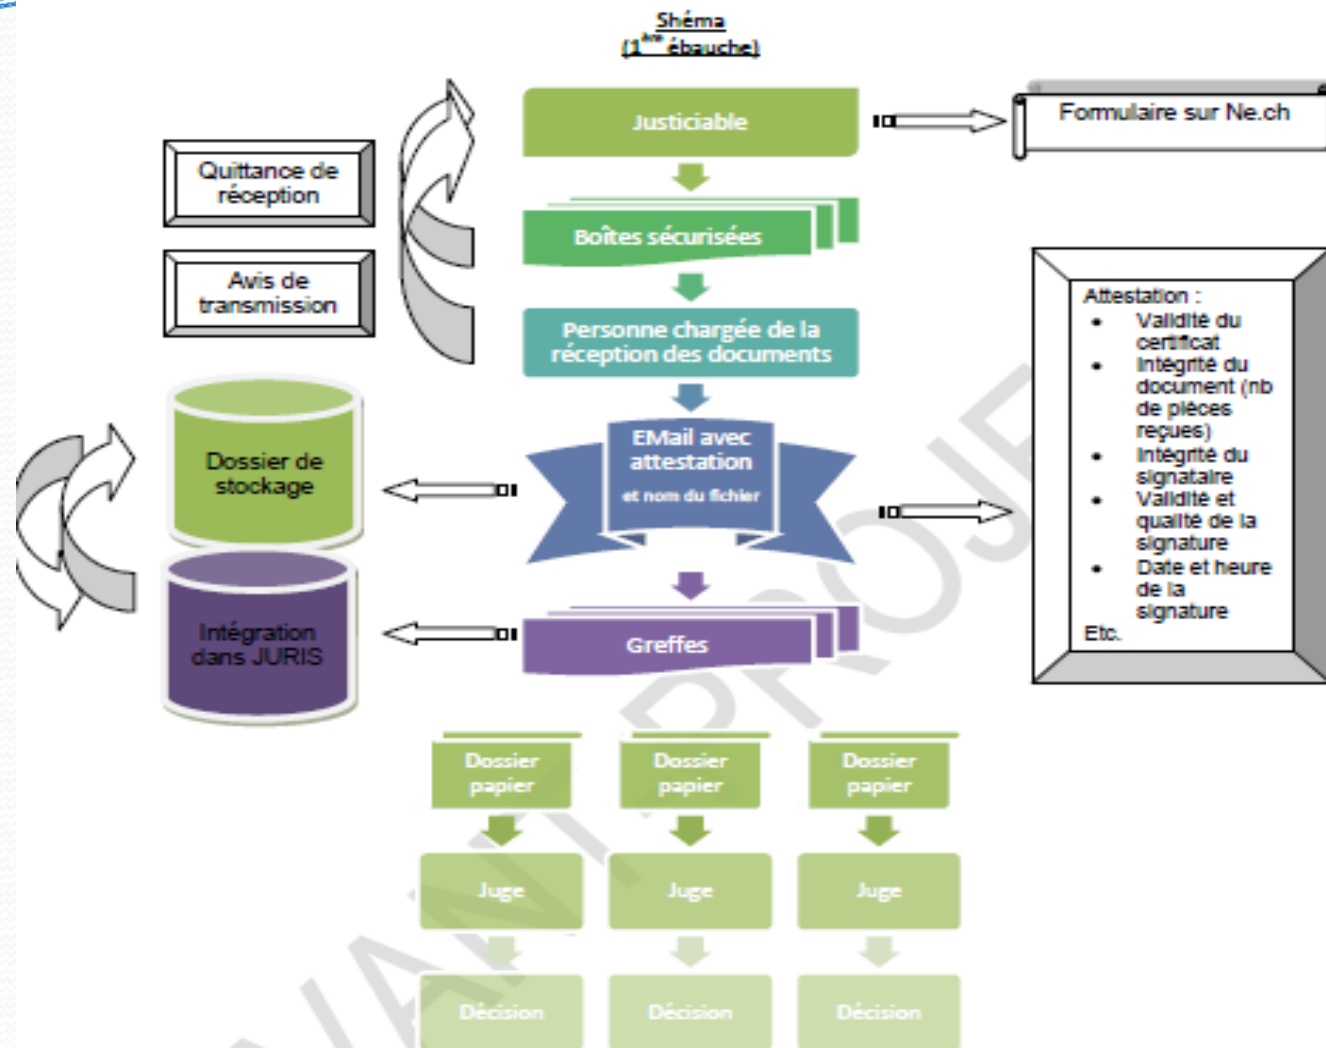 Shéma
(1ère ébauche)
Justiciable
Formulaire sur Ne.ch
Quittance de
réception
Boîtes sécurisées
Avis de
transmission
Personne chargée de la
réception des documents
Attestation :
• Validité du
certificat
• Intégrité du
document (nb
de pièces
reçues)
• Intégrité du
signataire
• Validité et
qualité de la
signature
• Date et heure
de la
signature
Etc.
EMail avec
attestation
et nom du fichier
Dossier de
stockage
Greffes
Intégration
dans JURIS
Dossier
papier
Dossier
papier
Dossier
papier
Juge
Juge
Juge
Décision
Décision
Décision
VANT-PROJE